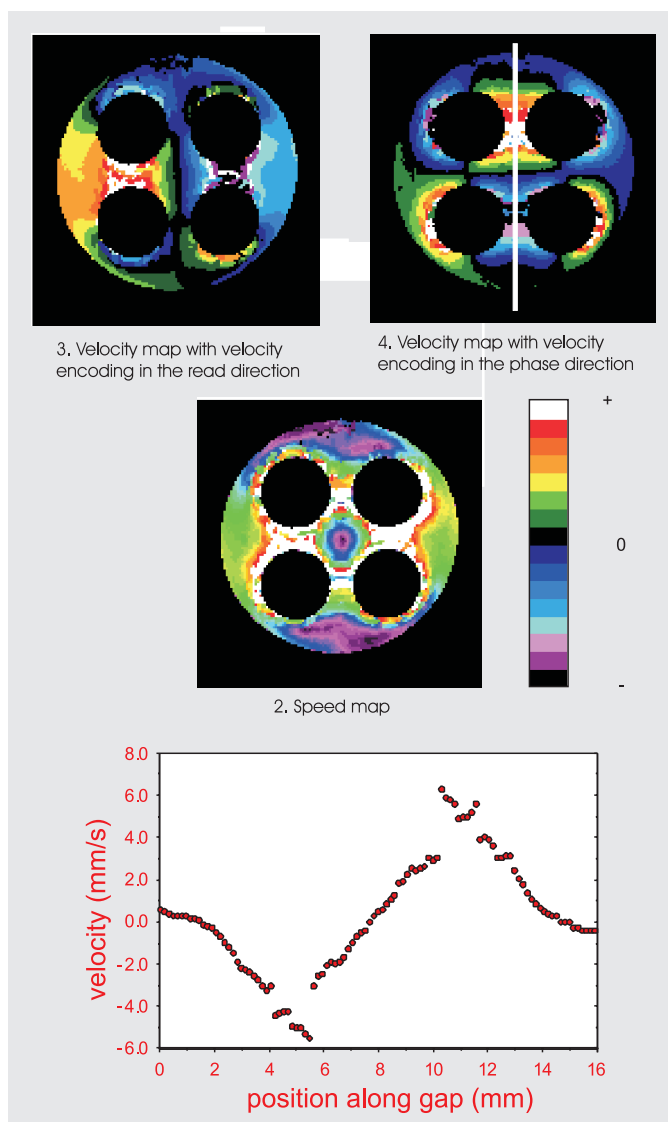 3. Velocity map with velocity
encoding in the read direction
4. Velocity map with velocity
encoding in the phase direction
+
0
-
2. Speed map
8.0
6.0
4.0
2.0
0.0
-2.0
-4.0
-6.0
velocity (mm/s)
0 2 4 6 8 10 12 14 16
position along gap (mm)